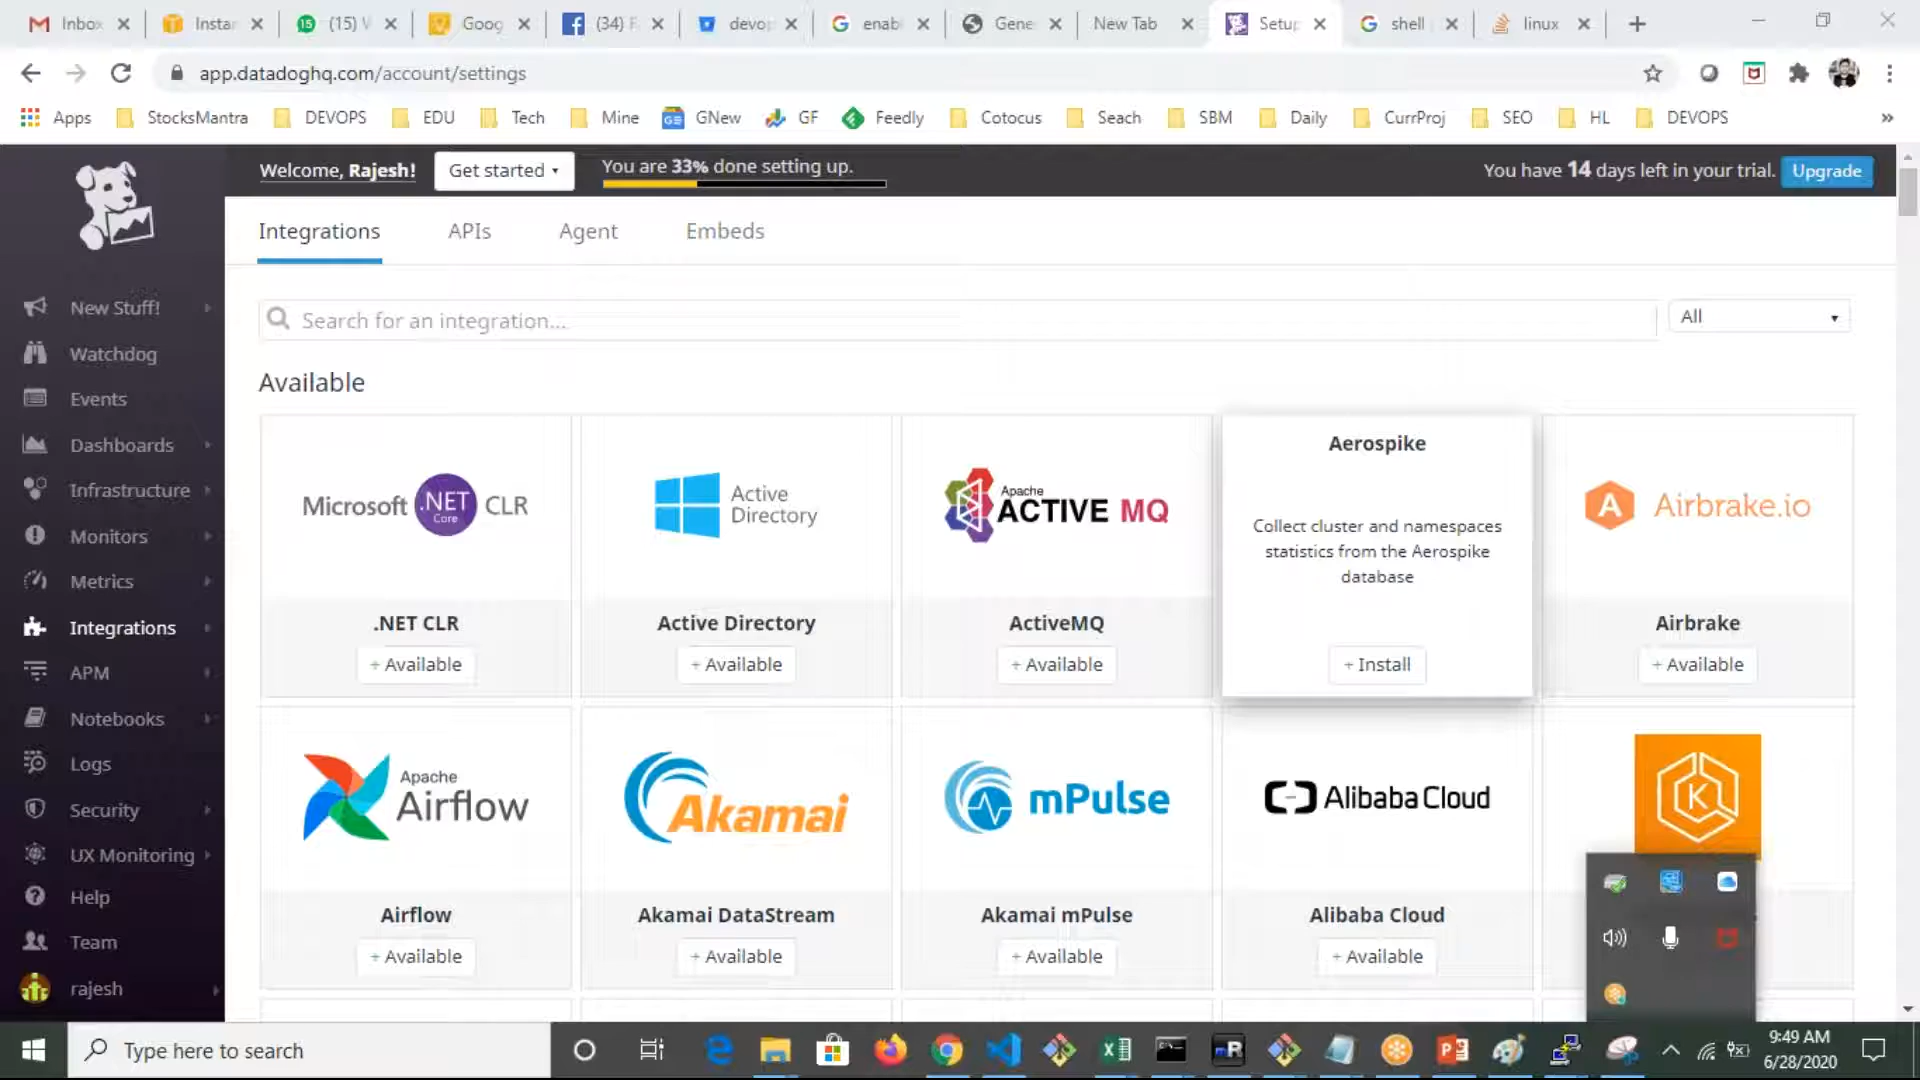 Inbox
Instan
(15) V
Goog
(34) F
devop
enabl
Gene
New Tab
Setup
shell
linux
app.datadoghq.com/account/settings
Apps
StocksMantra
DEVOPS
EDU
Tech
Mine
GNew
GF
Feedly
Cotocus
Seach
SBM
Daily
CurrProj
SEO
HL
DEVOPS
Welcome, Rajesh!
Get started
You are 33% done setting up.
You have 14 days left in your trial.
Upgrade
Integrations
APIs
Agent
Embeds
New Stuff!
Watchdog
Events
Dashboards
Infrastructure
Monitors
Metrics
Integrations
APM
Notebooks
Logs
Security
UX Monitoring
Help
Team
rajesh
Search for an integration...
All
Available
Microsoft .NET Core CLR
.NET CLR
+ Available
Active
Directory
Active Directory
+ Available
Apache
ACTIVE MQ
ActiveMQ
+ Available
Aerospike
Collect cluster and namespaces
statistics from the Aerospike
database
+ Install
Airbrake.io
Airbrake
+ Available
Apache
Airflow
Airflow
+ Available
Akamai
Akamai DataStream
+ Available
mPulse
Akamai mPulse
+ Available
Alibaba Cloud
Alibaba Cloud
+ Available
K
Type here to search
9:49 AM
6/28/2020